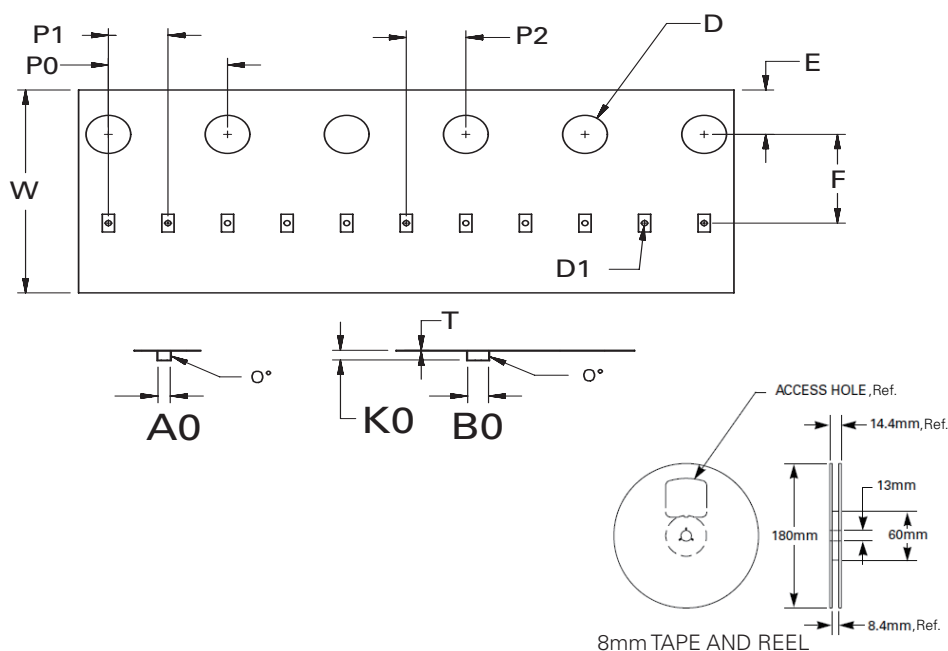 P1
P2
D
P0
E
W
F
D1
T
O°
O°
A0
K0
B0
ACCESS HOLE, Ref.
14.4mm, Ref.
13mm
180mm
60mm
8.4mm, Ref.
8mm TAPE AND REEL